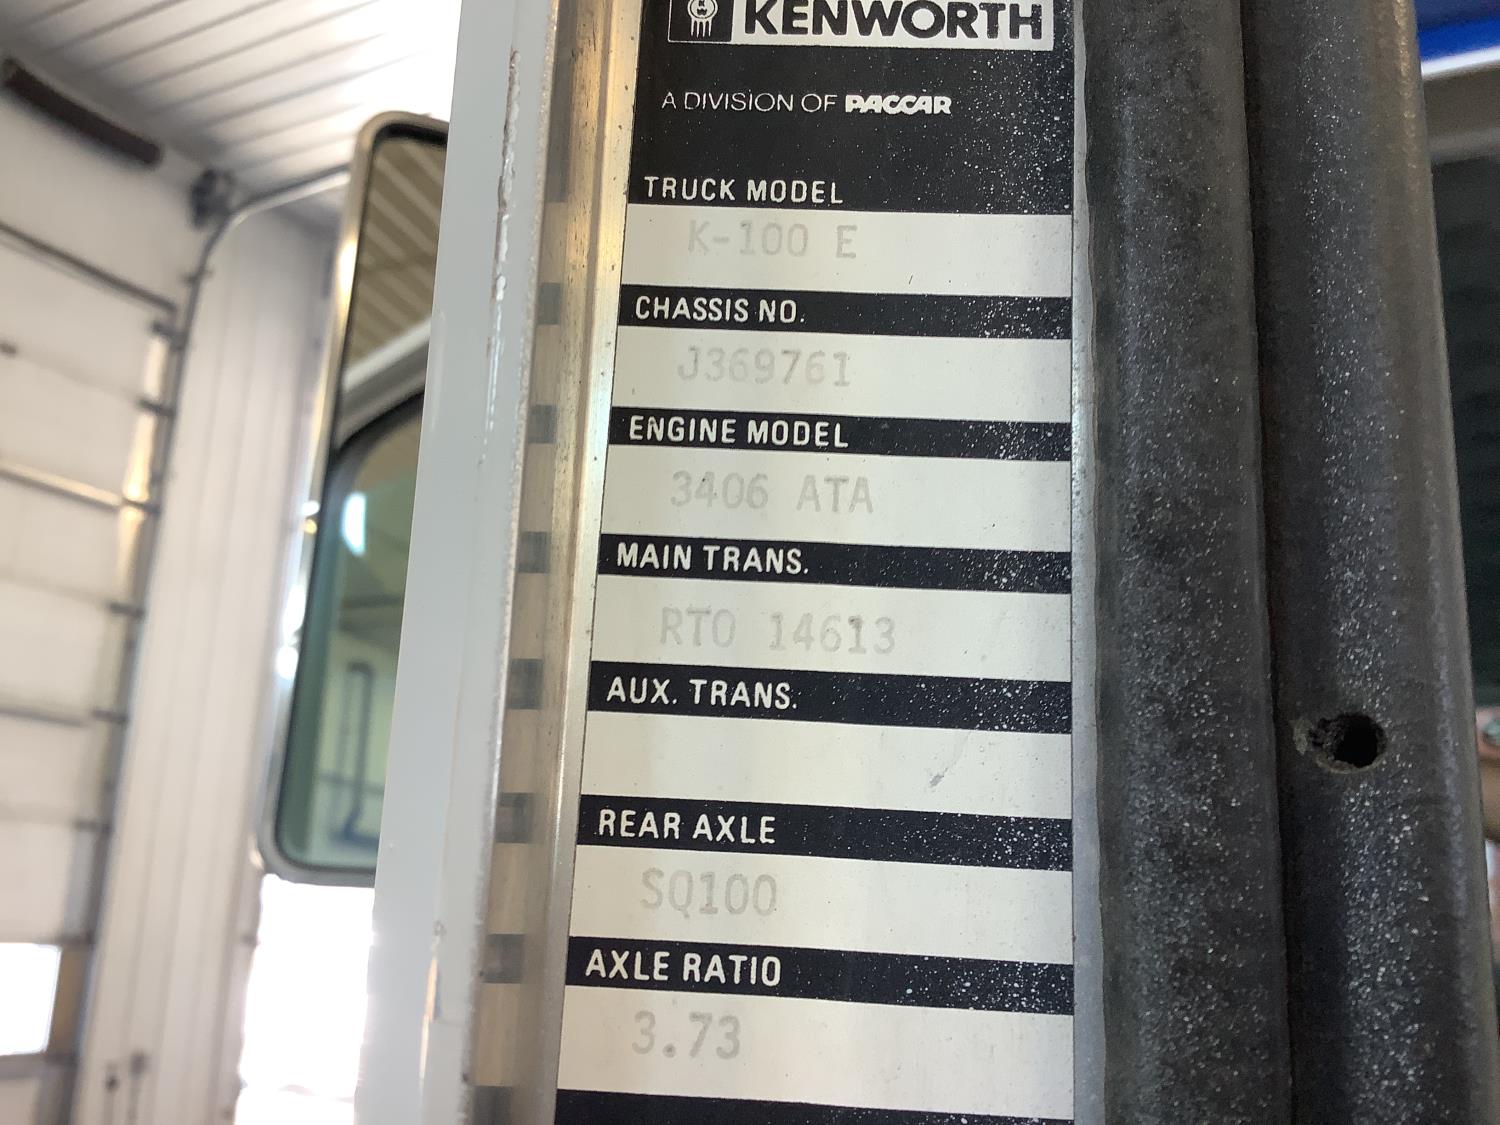 KENWORTH
A DIVISION OF PACCAR
TRUCK MODEL
K-100 E
CHASSIS NO.
J369761
ENGINE MODEL
3406 ATA
MAIN TRANS.
RTO 14613
AUX. TRANS.
REAR AXLE
SQ100
AXLE RATIO
3.73